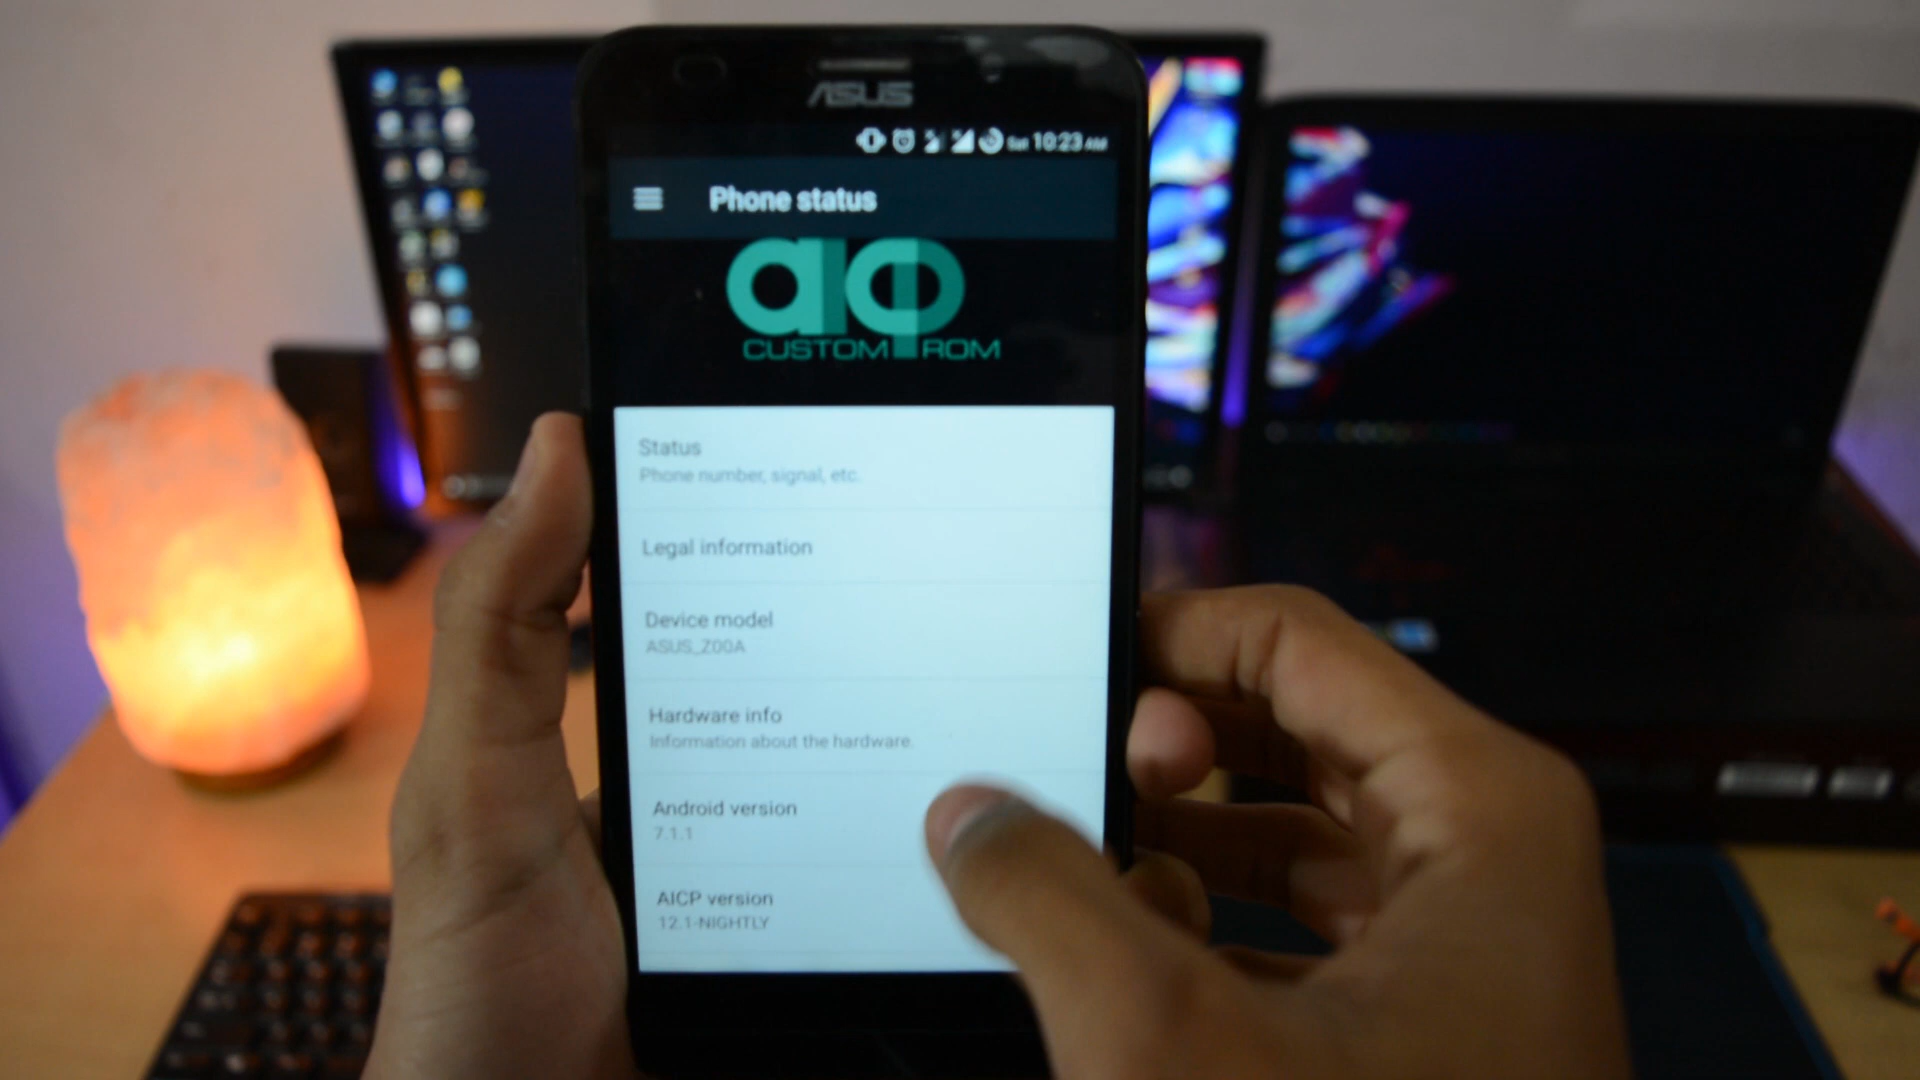 ASUS
Sat 10:23 AM
Phone status
aicp
CUSTOM ROM
Status
Phone number, signal, etc.
Legal information
Device model
ASUS_Z00A
Hardware info
Information about the hardware.
Android version
7.1.1
AICP version
12.1-NIGHTLY